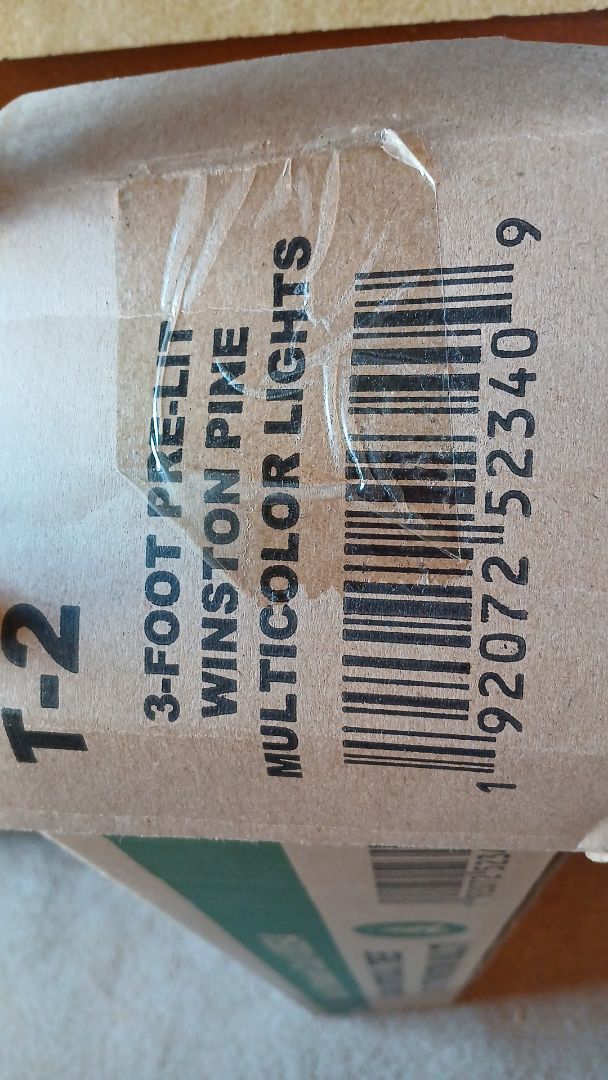 T-2
3-FOOT PRE-LIT
WINSTON PINE
MULTICOLOR LIGHTS
1 92072 52340 9